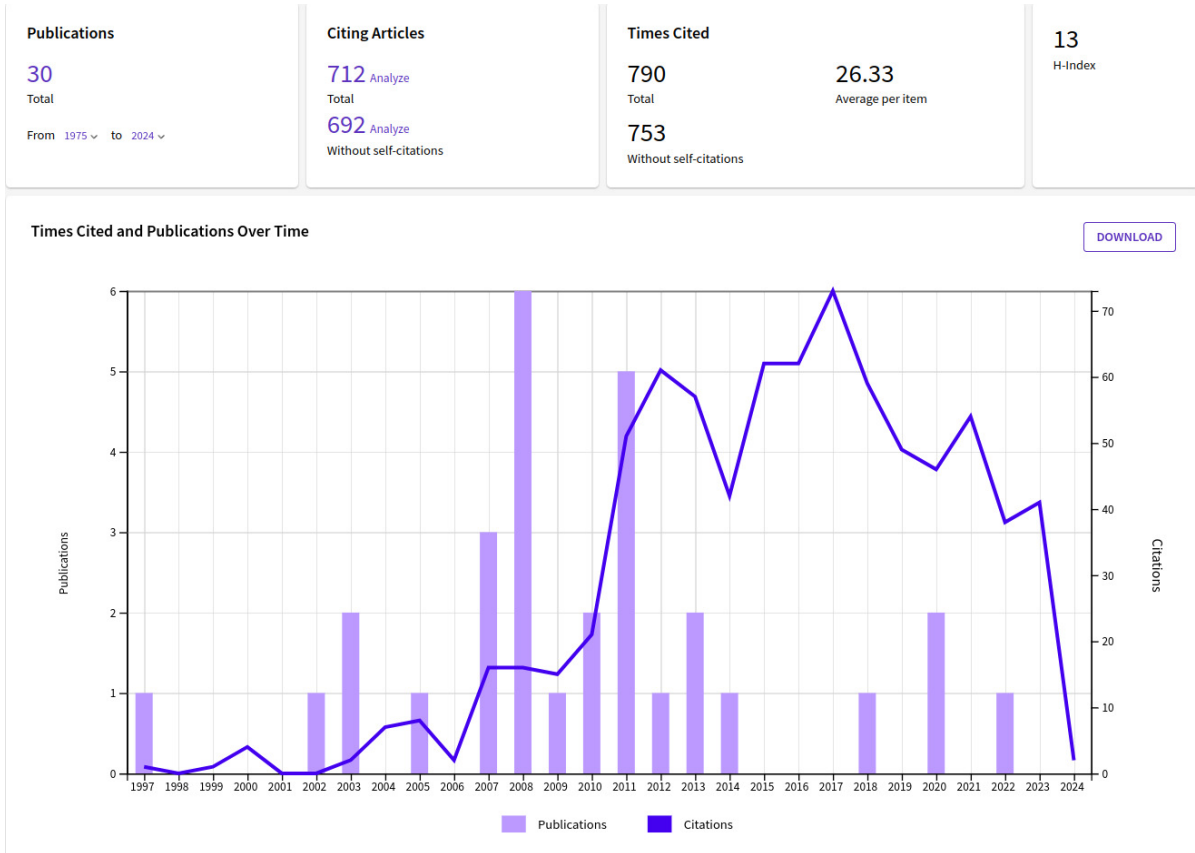 Publications
30
Total
From 1975 to 2024
Citing Articles
712 Analyze
Total
692 Analyze
Without self-citations
Times Cited
790
Total
753
Without self-citations
26.33
Average per item
13
H-Index
Times Cited and Publications Over Time
DOWNLOAD
Publications
6
5
4
3
2
1
0
70
60
50
40
30
20
10
0
Citations
1997 1998 1999 2000 2001 2002 2003 2004 2005 2006 2007 2008 2009 2010 2011 2012 2013 2014 2015 2016 2017 2018 2019 2020 2021 2022 2023 2024
Publications Citations